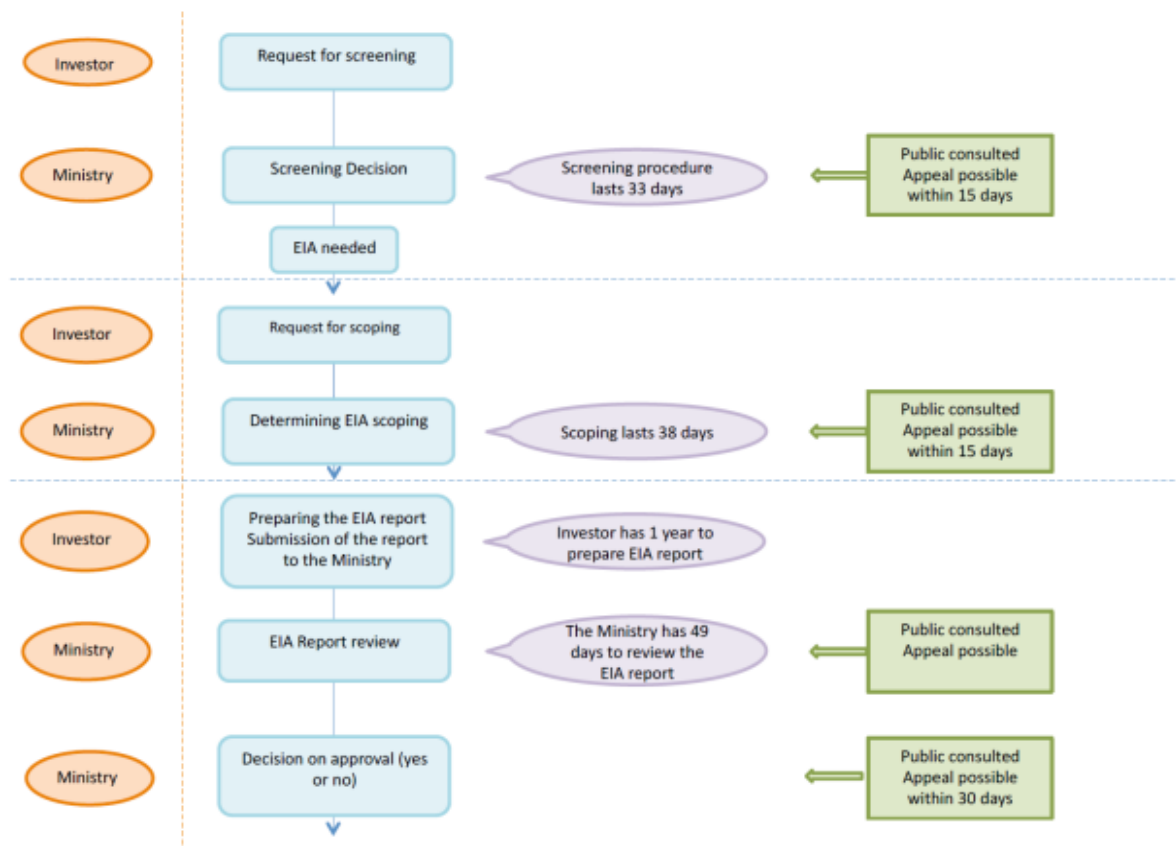 Investor
Request for screening
Ministry
Screening Decision
Screening procedure
lasts 33 days
Public consulted
Appeal possible
within 15 days
EIA needed
Investor
Request for scoping
Ministry
Determining EIA scoping
Scoping lasts 38 days
Public consulted
Appeal possible
within 15 days
Investor
Preparing the EIA report
Submission of the report
to the Ministry
Investor has 1 year to
prepare EIA report
Ministry
EIA Report review
The Ministry has 49
days to review the
EIA report
Public consulted
Appeal possible
Ministry
Decision on approval (yes
or no)
Public consulted
Appeal possible
within 30 days